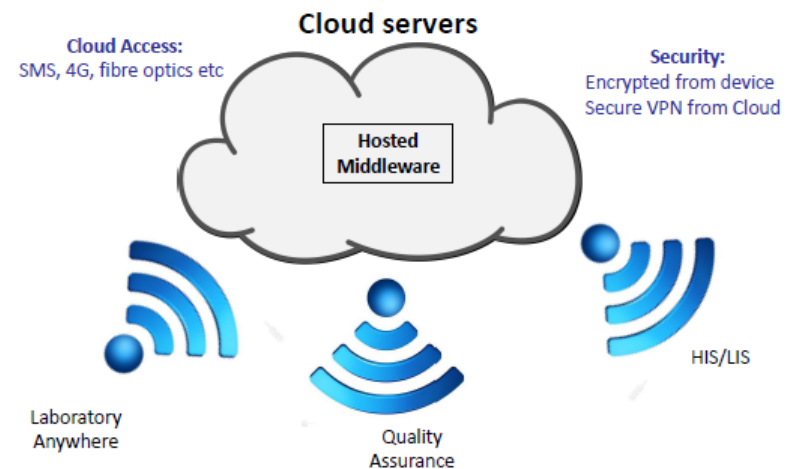 Cloud servers
Cloud Access:
SMS, 4G, fibre optics etc
Security:
Encrypted from device
Secure VPN from Cloud
Hosted
Middleware
HIS/LIS
Laboratory
Anywhere
Quality
Assurance